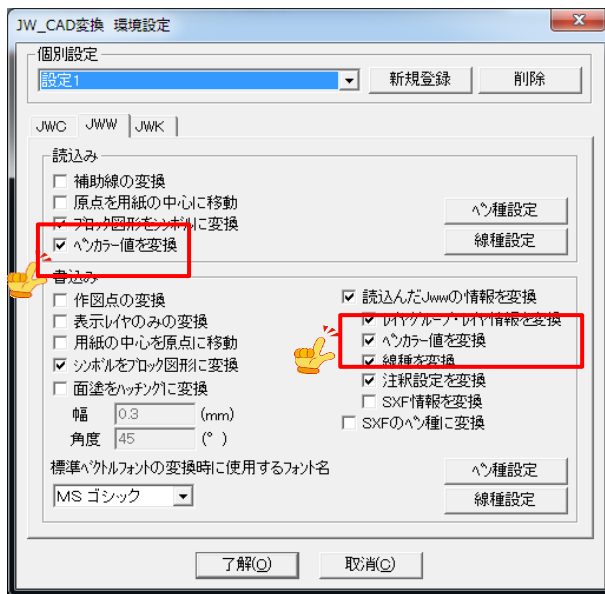 JW_CAD変換 環境設定
個別設定
設定1
新規登録
削除
JWC
JWW
JWK
読込み
補助線の変換
原点を用紙の中心に移動
ブロック図形をシンボルに変換
ペンカラー値を変換
ペン種設定
線種設定
書込み
作図点の変換
表示レイヤのみの変換
用紙の中心を原点に移動
シンボルをブロック図形に変換
面塗をハッチングに変換
幅 0.3 (mm)
角度 45 (°)
読込んだJwwの情報を変換
レイヤグループ・レイヤ情報を変換
ペンカラー値を変換
線種を変換
注釈設定を変換
SXF情報を変換
SXFのペン種に変換
標準ベクトルフォントの変換時に使用するフォント名
MS ゴシック
ペン種設定
線種設定
了解(O)
取消(C)